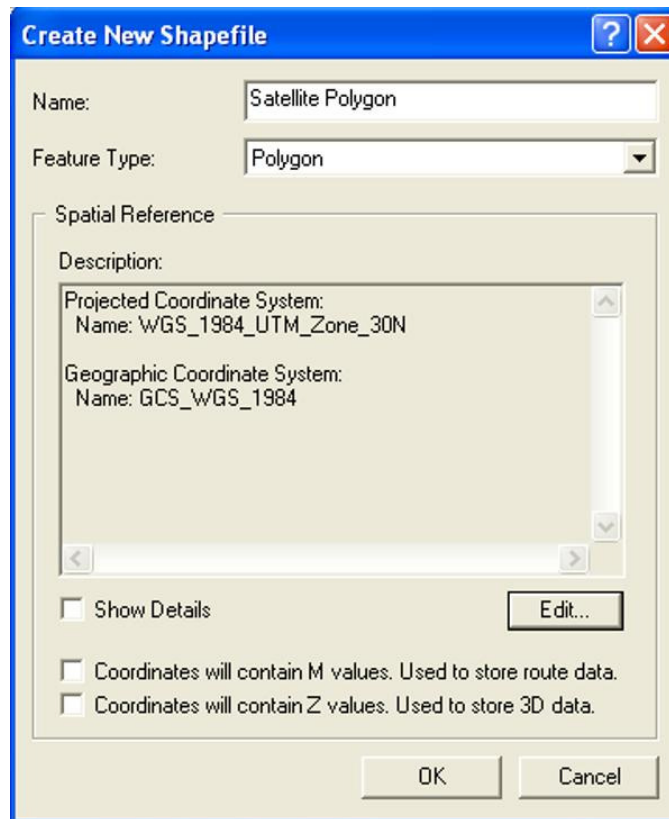 Create New Shapefile
?
Name: Satellite Polygon
Feature Type: Polygon
Spatial Reference
Description:
Projected Coordinate System:
Name: WGS_1984_UTM_Zone_30N
Geographic Coordinate System:
Name: GCS_WGS_1984
Show Details
Edit...
Coordinates will contain M values. Used to store route data.
Coordinates will contain Z values. Used to store 3D data.
OK Cancel